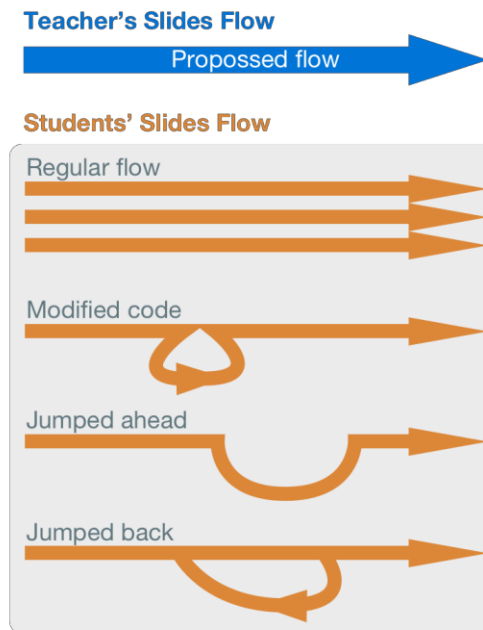 Teacher's Slides Flow
Propossed flow
Students' Slides Flow
Regular flow
Modified code
Jumped ahead
Jumped back